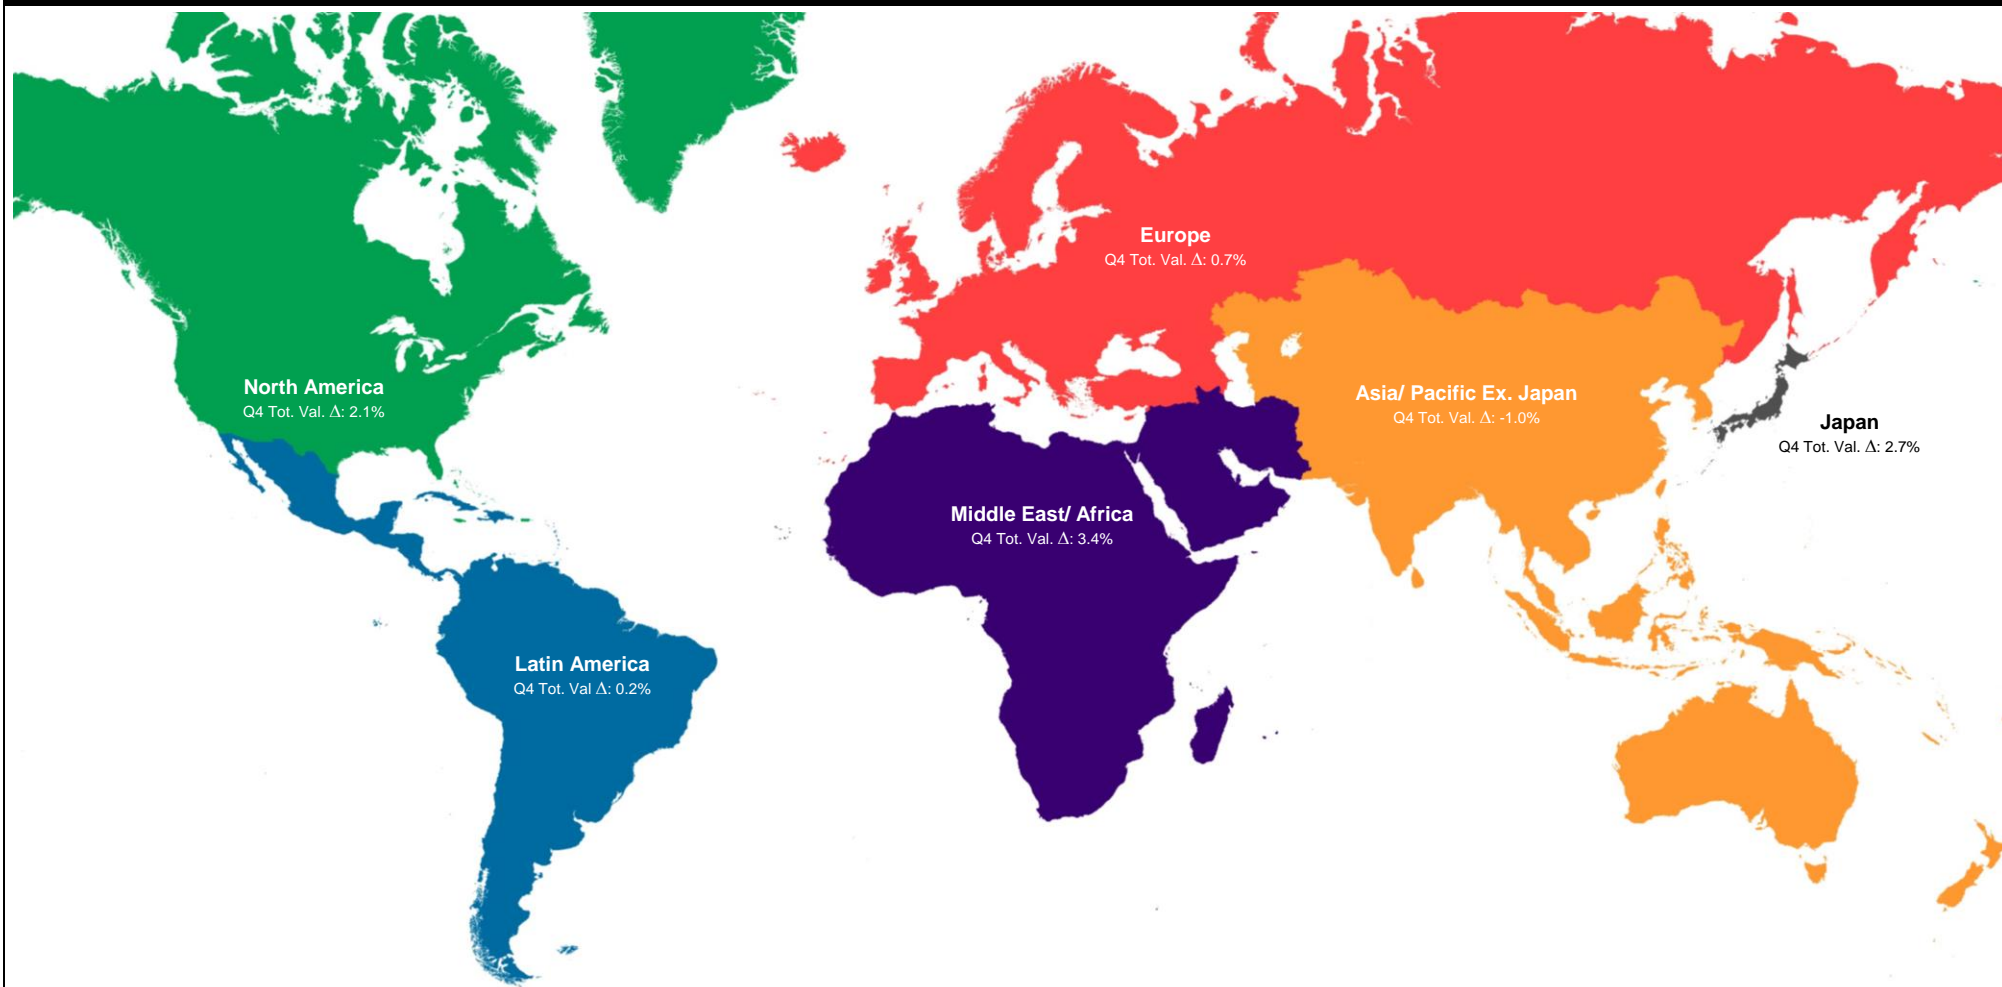 Europe
Q4 Tot. Val. Δ: 0.7%
North America
Q4 Tot. Val. Δ: 2.1%
Asia/ Pacific Ex. Japan
Q4 Tot. Val. Δ: -1.0%
Japan
Q4 Tot. Val. Δ: 2.7%
Middle East/ Africa
Q4 Tot. Val. Δ: 3.4%
Latin America
Q4 Tot. Val Δ: 0.2%